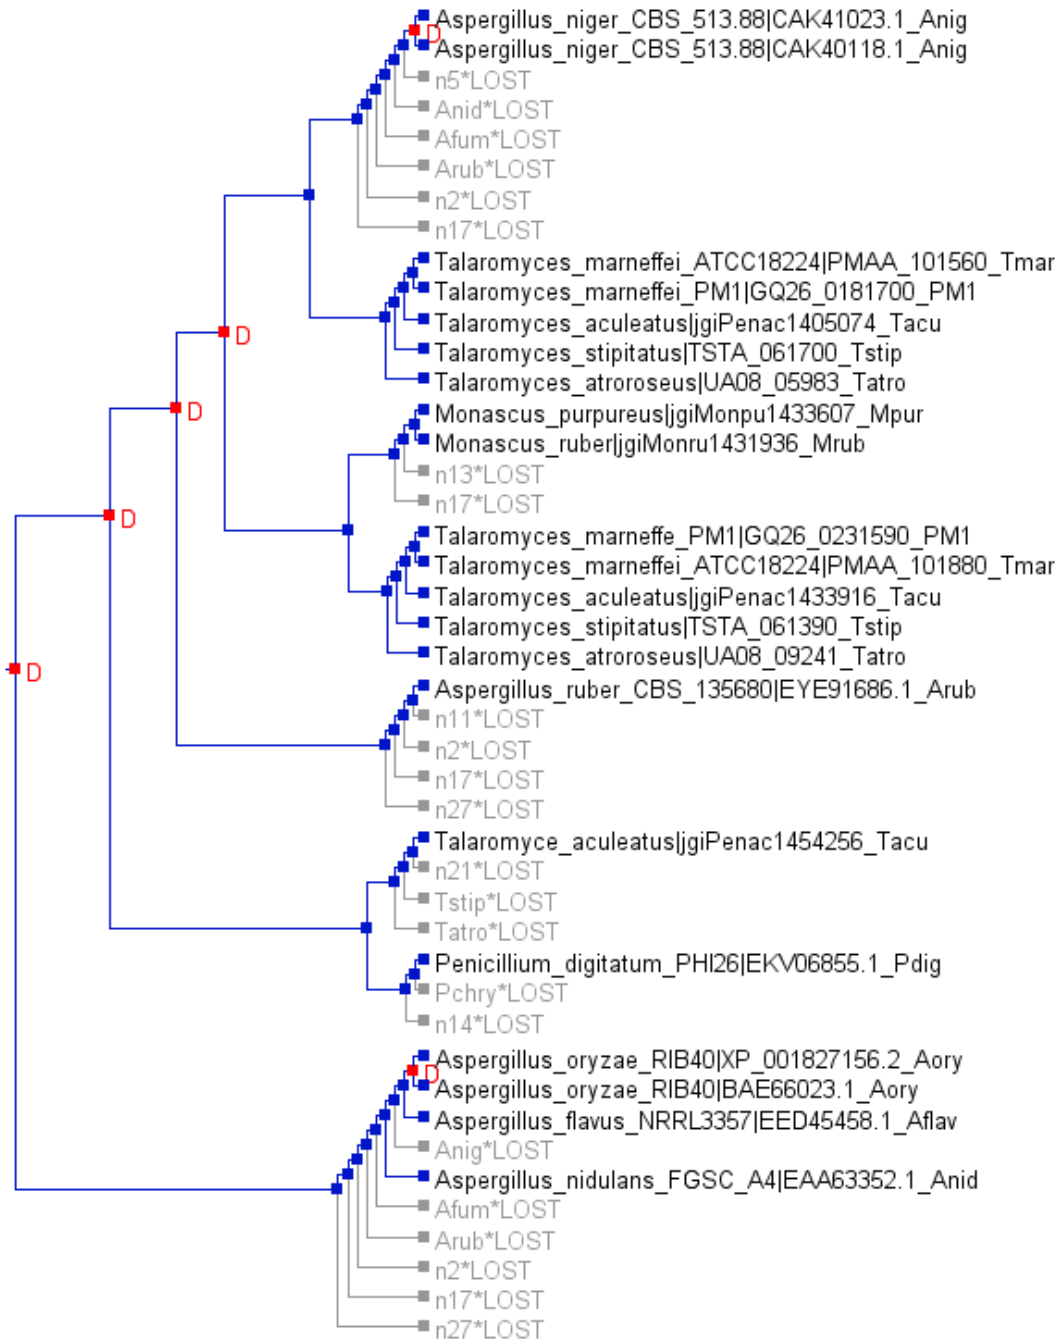 Aspergillus_niger_CBS_513.88|CAK41023.1_Anig
D
Aspergillus_niger_CBS_513.88|CAK40118.1_Anig
n5*LOST
Anid*LOST
Afum*LOST
Arub*LOST
n2*LOST
n17*LOST
Talaromyces_marneffei_ATCC18224|PMAA_101560_Tmar
Talaromyces_marneffei_PM1|GQ26_0181700_PM1
Talaromyces_aculeatus|jgiPenac1405074_Tacu
D
Talaromyces_stipitatus|TSTA_061700_Tstip
Talaromyces_atroroseus|UA08_05983_Tatro
D
Monascus_purpureus|jgiMonpu1433607_Mpur
Monascus_ruber|jgiMonru1431936_Mrub
n13*LOST
n17*LOST
D
Talaromyces_marneffe_PM1|GQ26_0231590_PM1
Talaromyces_marneffei_ATCC18224|PMAA_101880_Tmar
Talaromyces_aculeatus|jgiPenac1433916_Tacu
Talaromyces_stipitatus|TSTA_061390_Tstip
Talaromyces_atroroseus|UA08_09241_Tatro
D
Aspergillus_ruber_CBS_135680|EYE91686.1_Arub
n11*LOST
n2*LOST
n17*LOST
n27*LOST
Talaromyce_aculeatus|jgiPenac1454256_Tacu
n21*LOST
Tstip*LOST
Tatro*LOST
Penicillium_digitatum_PHI26|EKV06855.1_Pdig
Pchry*LOST
n14*LOST
Aspergillus_oryzae_RIB40|XP_001827156.2_Aory
D
Aspergillus_oryzae_RIB40|BAE66023.1_Aory
Aspergillus_flavus_NRRL3357|EED45458.1_Aflav
Anig*LOST
Aspergillus_nidulans_FGSC_A4|EAA63352.1_Anid
Afum*LOST
Arub*LOST
n2*LOST
n17*LOST
n27*LOST